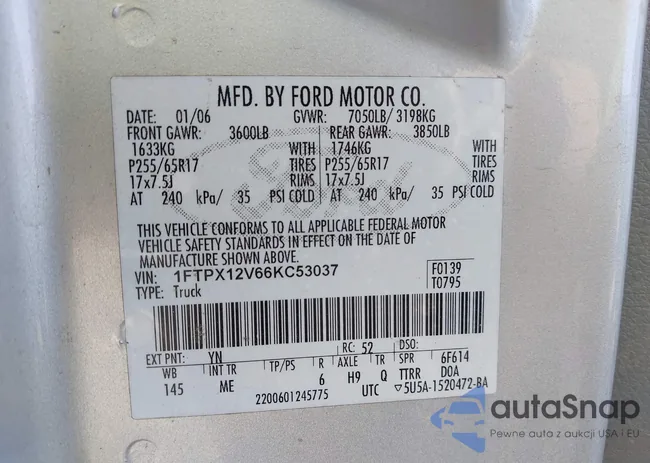 MFD. BY FORD MOTOR CO.
DATE: 01/06 GVWR: 7050LB/ 3198KG
FRONT GAWR: 3600LB REAR GAWR: 3850LB
1633KG WITH 1746KG WITH
P255/65R17 TIRES P255/65R17 TIRES
17x7.5J RIMS 17x7.5J RIMS
AT 240 kPa/ 35 PSI COLD AT 240 kPa/ 35 PSI COLD
THIS VEHICLE CONFORMS TO ALL APPLICABLE FEDERAL MOTOR
VEHICLE SAFETY STANDARDS IN EFFECT ON THE DATE OF
MANUFACTURE SHOWN ABOVE.
VIN: 1FTPX12V66KC53037 F0139
TYPE: Truck T0795
EXT PNT: YN RC: 52 DSO:
WB INT TR TP/PS R AXLE TR SPR 6F614
145 ME 6 H9 Q TTRR DOA
2200601245775 UTC ▽5U5A-1520472-BA
Ford
autaSnap
Pewne auta z aukcji USA i EU